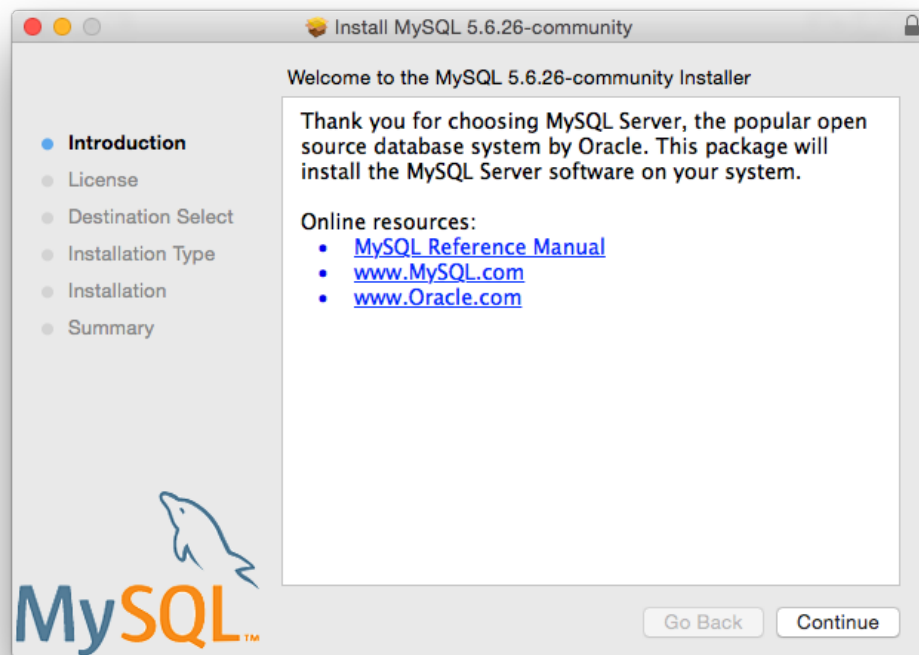 Install MySQL 5.6.26-community
Welcome to the MySQL 5.6.26-community Installer
Introduction
License
Destination Select
Installation Type
Installation
Summary
Thank you for choosing MySQL Server, the popular open
source database system by Oracle. This package will
install the MySQL Server software on your system.
Online resources:
• MySQL Reference Manual
• www.MySQL.com
• www.Oracle.com
MySQL™
Go Back
Continue